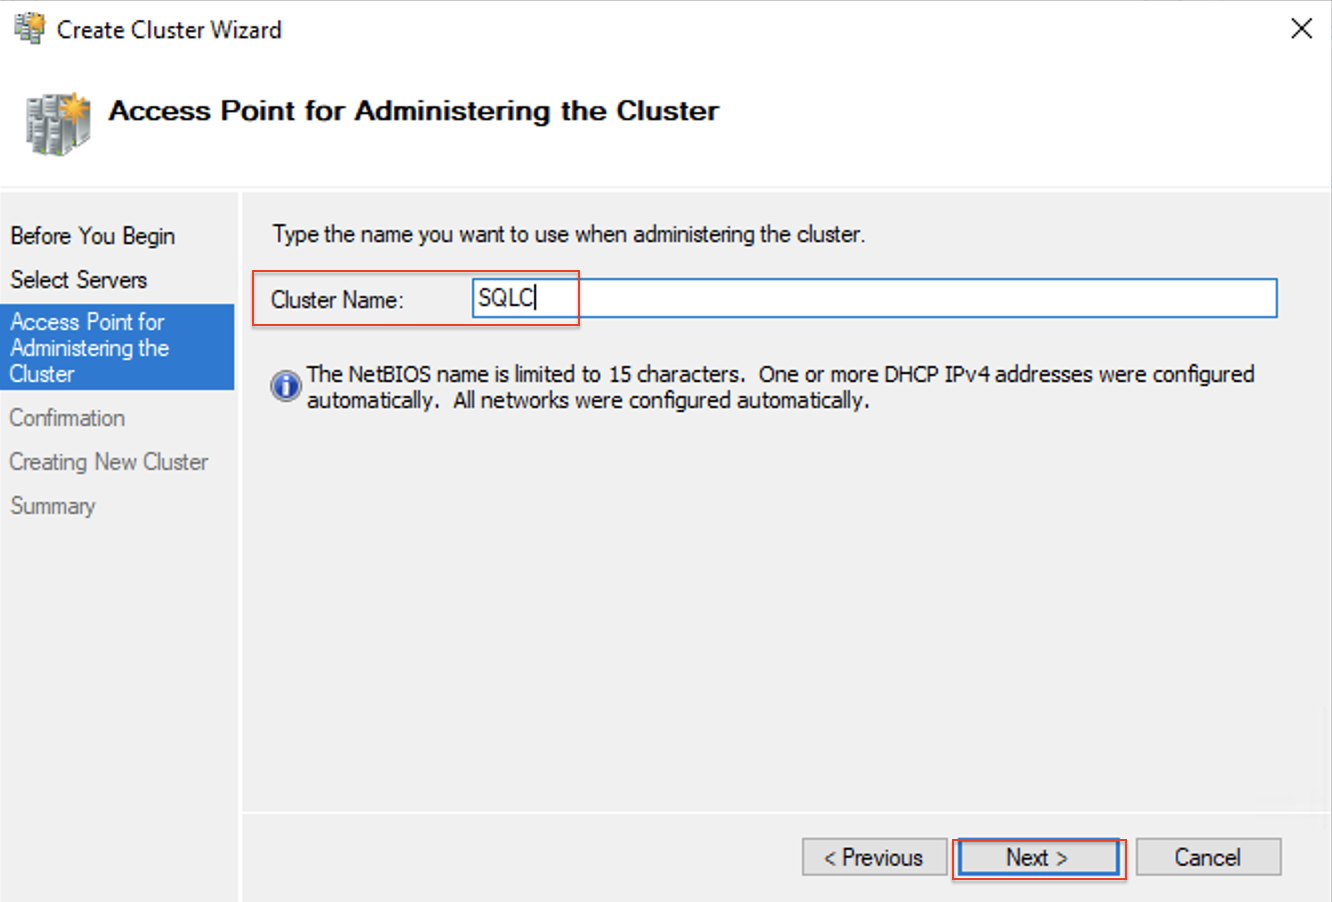 Create Cluster Wizard
Access Point for Administering the Cluster
Before You Begin
Select Servers
Access Point for
Administering the
Cluster
Confirmation
Creating New Cluster
Summary
Type the name you want to use when administering the cluster.
Cluster Name:
SQLC
The NetBIOS name is limited to 15 characters.  One or more DHCP IPv4 addresses were configured
automatically.  All networks were configured automatically.
< Previous
Next >
Cancel